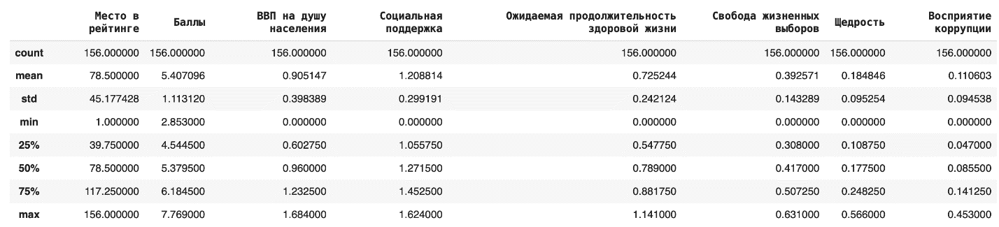 Место в рейтинге Баллы ВВП на душу населения Социальная поддержка Ожидаемая продолжительность здоровой жизни Свобода жизненных выборов Щедрость Восприятие коррупции
count 156.000000 156.000000 156.000000 156.000000 156.000000 156.000000 156.000000 156.000000
mean 78.500000 5.407096 0.905147 1.208814 0.725244 0.392571 0.184846 0.110603
std 45.177428 1.113120 0.398389 0.299191 0.242124 0.143289 0.095254 0.094538
min 1.000000 2.853000 0.000000 0.000000 0.000000 0.000000 0.000000 0.000000
25% 39.750000 4.544500 0.602750 1.055750 0.547750 0.308000 0.108750 0.047000
50% 78.500000 5.379500 0.960000 1.271500 0.789000 0.417000 0.177500 0.085500
75% 117.250000 6.184500 1.232500 1.452500 0.881750 0.507250 0.248250 0.141250
max 156.000000 7.769000 1.684000 1.624000 1.141000 0.631000 0.566000 0.453000